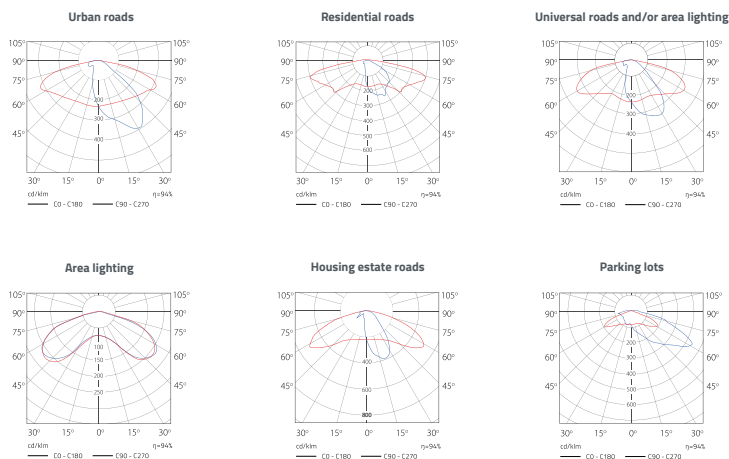 Urban roads
105° 105°
90° 90°
75° 75°
60° 60°
45° 45°
200
300
400
30° 15° 0° 15° 30°
cd/klm η=94%
C0 - C180 C90 - C270
Residential roads
105° 105°
90° 90°
75° 75°
60° 60°
45° 45°
200
300
400
500
600
30° 15° 0° 15° 30°
cd/klm η=94%
C0 - C180 C90 - C270
Universal roads and/or area lighting
105° 105°
90° 90°
75° 75°
60° 60°
45° 45°
200
300
400
30° 15° 0° 15° 30°
cd/klm η=94%
C0 - C180 C90 - C270
Area lighting
105° 105°
90° 90°
75° 75°
60° 60°
45° 45°
100
150
200
250
30° 15° 0° 15° 30°
cd/klm η=94%
C0 - C180 C90 - C270
Housing estate roads
105° 105°
90° 90°
75° 75°
60° 60°
45° 45°
400
600
800
30° 15° 0° 15° 30°
cd/klm η=94%
C0 - C180 C90 - C270
Parking lots
105° 105°
90° 90°
75° 75°
60° 60°
45° 45°
200
300
400
500
600
30° 15° 0° 15° 30°
cd/klm η=94%
C0 - C180 C90 - C270